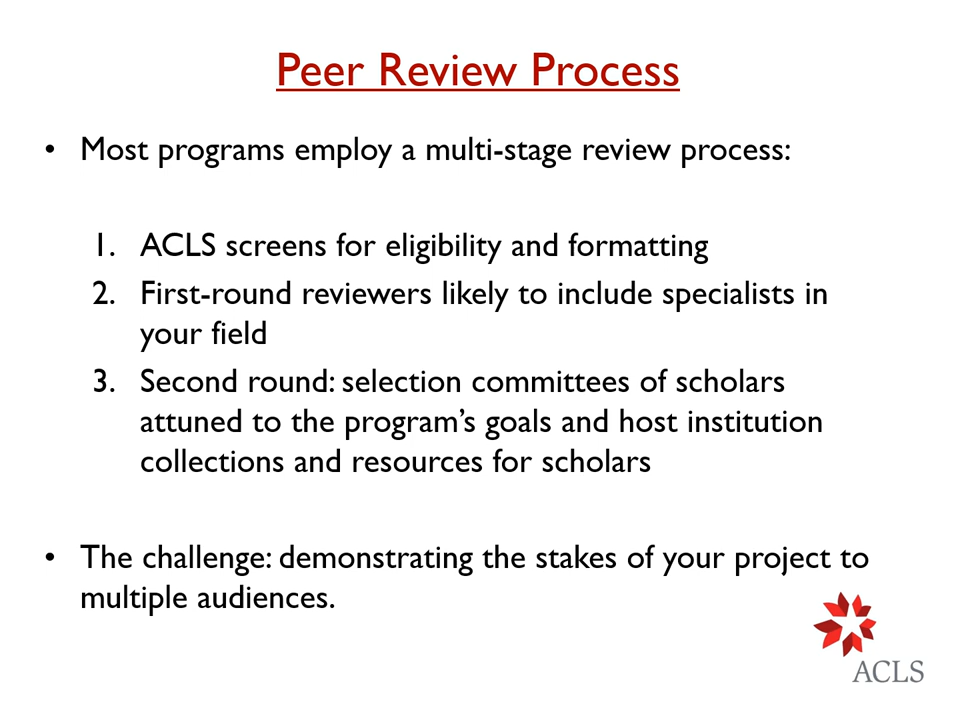 Peer Review Process
• Most programs employ a multi-stage review process:
1. ACLS screens for eligibility and formatting
2. First-round reviewers likely to include specialists in
your field
3. Second round: selection committees of scholars
attuned to the program’s goals and host institution
collections and resources for scholars
• The challenge: demonstrating the stakes of your project to
multiple audiences.
ACLS